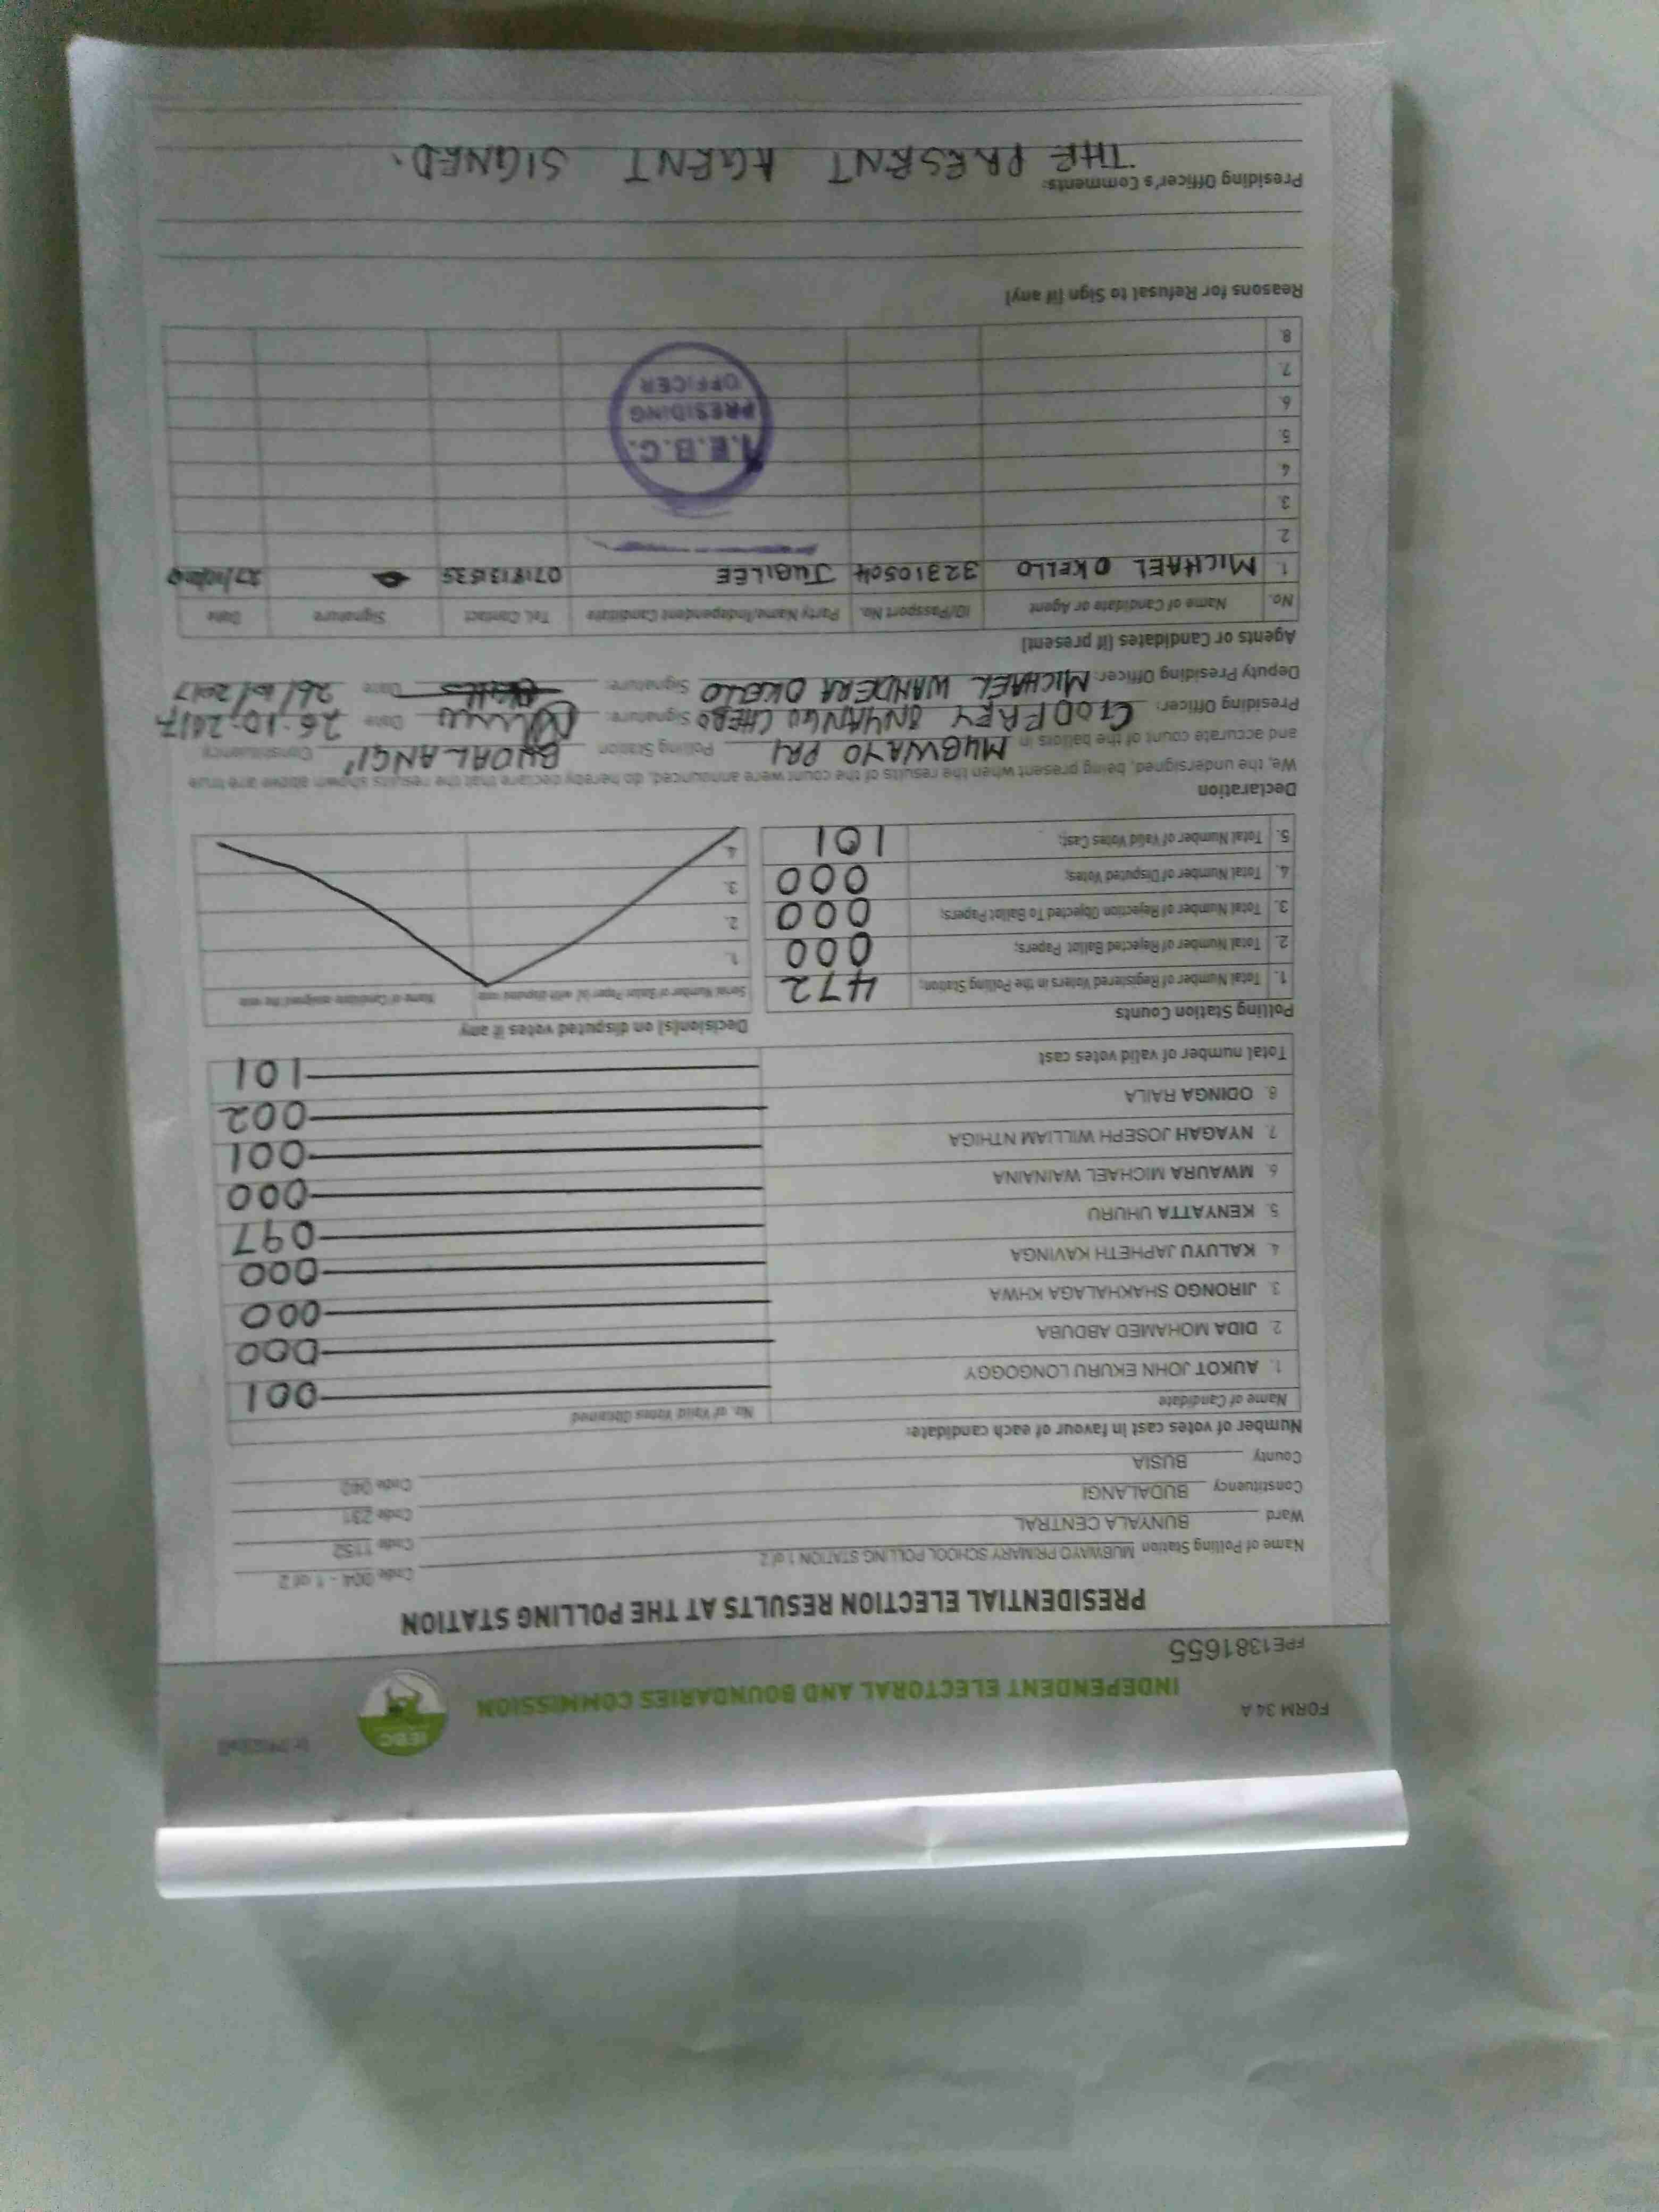 FORM 34 A
INDEPENDENT ELECTORAL AND BOUNDARIES COMMISSION
IEBC
FPE1381655
PRESIDENTIAL ELECTION RESULTS AT THE POLLING STATION
Name of Polling Station MUBWAYO PRIMARY SCHOOL POLLING STATION 1 of 2 Code 004 - 1 of 2
Ward BUNYALA CENTRAL Code 1152
Constituency BUDALANGI Code 231
County BUSIA Code 040
Number of votes cast in favour of each candidate:
Name of Candidate No. of Valid Votes Obtained
1. AUKOT JOHN EKURU LONGOGGY 001
2. DIDA MOHAMED ABDUBA 000
3. JIRONGO SHAKHALAGA KHWA 000
4. KALUYU JAPHETH KAVINGA 000
5. KENYATTA UHURU 097
6. MWAURA MICHAEL WAINAINA 000
7. NYAGAH JOSEPH WILLIAM NTHIGA 001
8. ODINGA RAILA 002
Total number of valid votes cast 101
Polling Station Counts
1. Total Number of Registered Voters in the Polling Station; 472
2. Total Number of Rejected Ballot Papers; 000
3. Total Number of Rejection Objected To Ballot Papers; 000
4. Total Number of Disputed Votes; 000
5. Total Number of Valid Votes Cast; 101
Decision(s) on disputed votes if any
Serial Number of Ballot Paper (s) with disputed vote Name of Candidate assigned the vote
1.
2.
3.
4.
Declaration
We, the undersigned, being present when the results of the count were announced, do hereby declare that the results shown above are true
and accurate count of the ballots in MUBWAYO PRI Polling Station BUDALANGI Constituency
Presiding Officer: GODFREY ONYANGO Signature: Date 26.10.2017
Deputy Presiding Officer: MICHAEL WANDERA OKELLO Signature: Date 26/10/2017
Agents or Candidates (if present)
No. Name of Candidate or Agent ID/Passport No. Party Name/Independent Candidate Tel. Contact Signature Date
1. MICHAEL OKELLO 32310504 JUBILEE
2.
3.
4.
5.
6.
7.
8.
I.E.B.C.
PRESIDING
OFFICER
Reasons for Refusal to Sign (if any)
Presiding Officer's Comments:
THE PRESENT AGENT SIGNED.